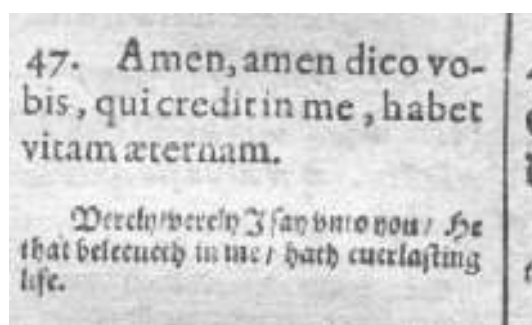 47. Amen, amen dico vo-
bis, qui credit in me, habet
vitam æternam.
Verely verely I say vnto you / He
that beleeueth in me / hath euerlasting
life.